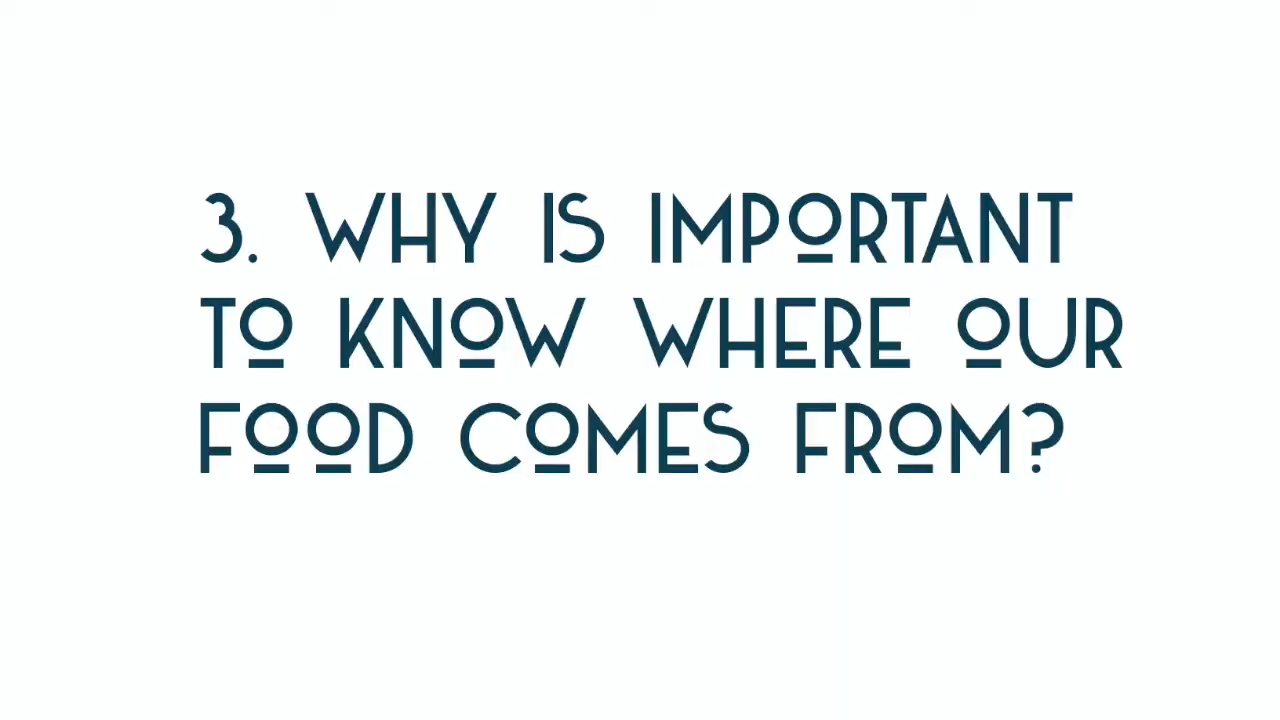 3. WHY IS IMPORTANT
TO KNOW WHERE OUR
FOOD COMES FROM?